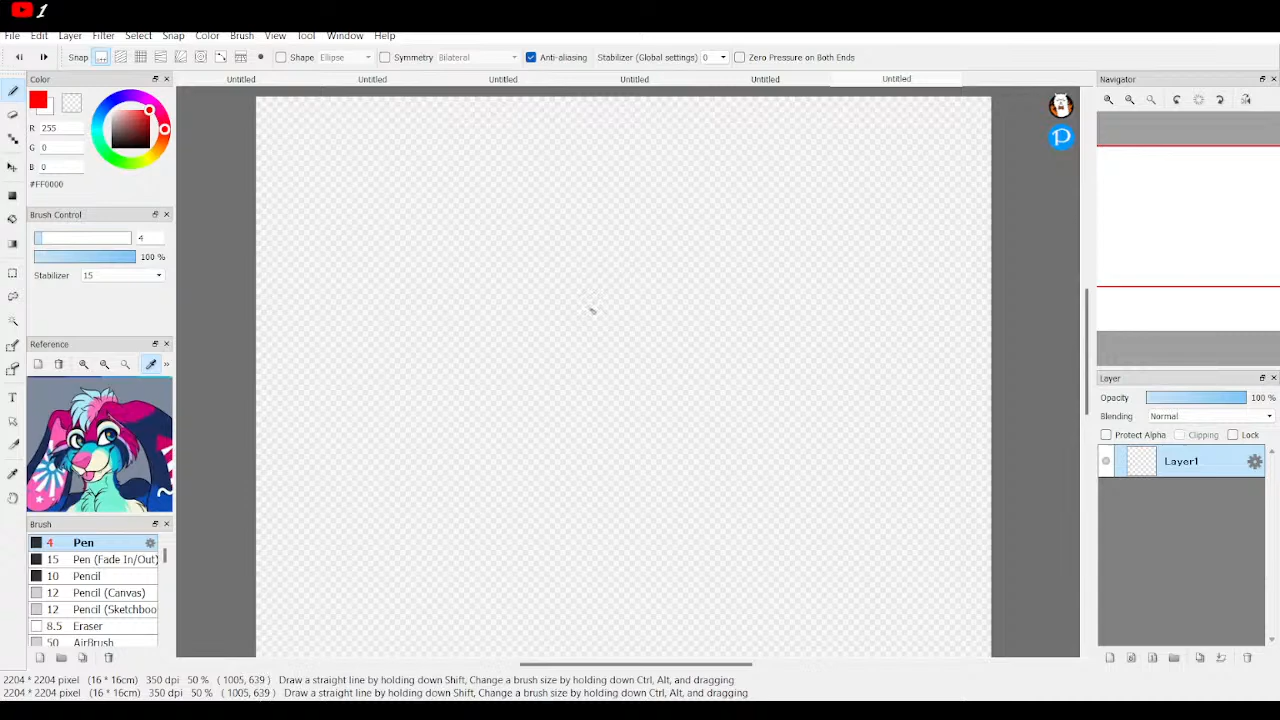 1
File Edit Layer Filter Select Snap Color Brush View Tool Window Help
Snap Shape Ellipse Symmetry Bilateral Anti-aliasing Stabilizer (Global settings) 0 Zero Pressure on Both Ends
Color Untitled Untitled Untitled Untitled Untitled Untitled Navigator
R 255
G 0
B 0
#FF0000
Brush Control
4
100 %
Stabilizer 15
Reference
Layer
Opacity 100 %
Blending Normal
Protect Alpha Clipping Lock
Layer1
Brush
4 Pen
15 Pen (Fade In/Out)
10 Pencil
12 Pencil (Canvas)
12 Pencil (Sketchboo
8.5 Eraser
50 AirBrush
2204 * 2204 pixel (16 * 16cm) 350 dpi 50 % ( 1005, 639 ) Draw a straight line by holding down Shift, Change a brush size by holding down Ctrl, Alt, and dragging
2204 * 2204 pixel (16 * 16cm) 350 dpi 50 % ( 1005, 639 ) Draw a straight line by holding down Shift, Change a brush size by holding down Ctrl, Alt, and dragging